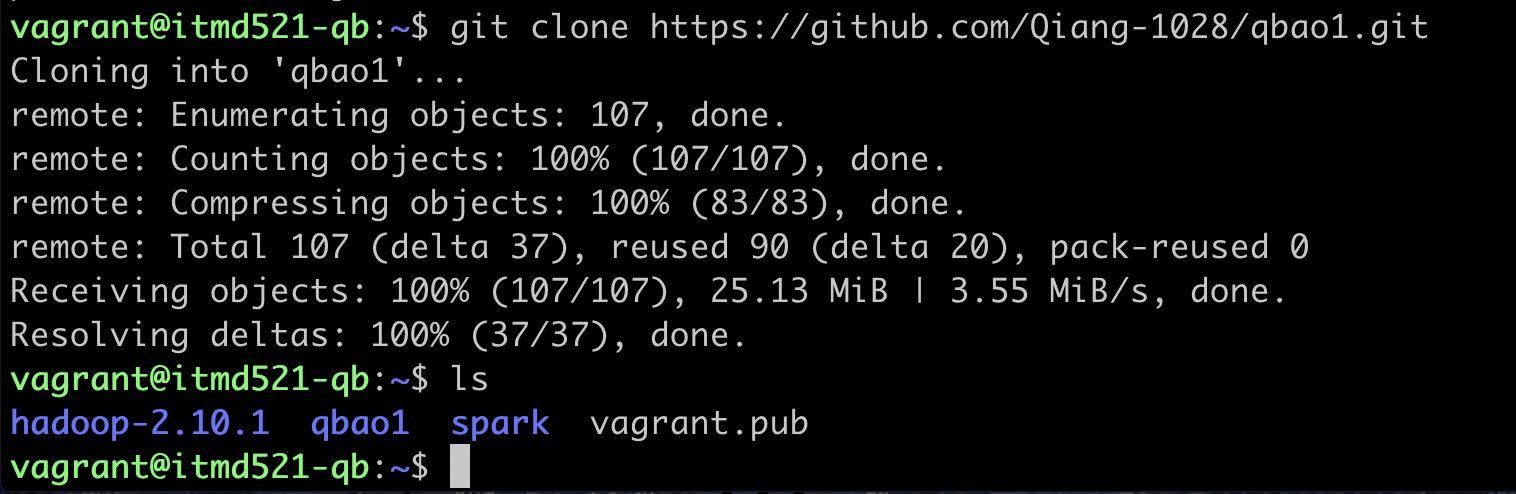 vagrant@itmd521-qb:~$ git clone https://github.com/Qiang-1028/qbao1.git
Cloning into 'qbao1'...
remote: Enumerating objects: 107, done.
remote: Counting objects: 100% (107/107), done.
remote: Compressing objects: 100% (83/83), done.
remote: Total 107 (delta 37), reused 90 (delta 20), pack-reused 0
Receiving objects: 100% (107/107), 25.13 MiB | 3.55 MiB/s, done.
Resolving deltas: 100% (37/37), done.
vagrant@itmd521-qb:~$ ls
hadoop-2.10.1  qbao1  spark  vagrant.pub
vagrant@itmd521-qb:~$